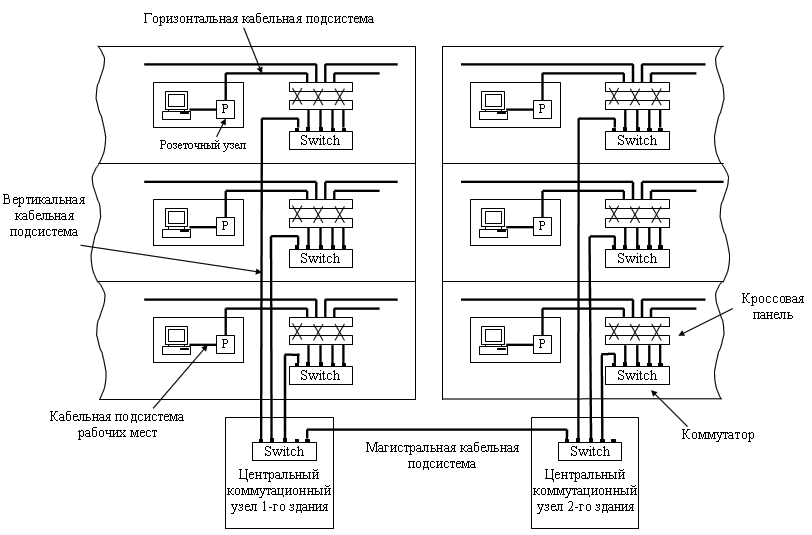 Горизонтальная кабельная подсистема
Р
Розеточный узел
Switch
Р
Switch
Вертикальная
кабельная
подсистема
Р
Switch
Р
Switch
Р
Switch
Р
Switch
Кроссовая
панель
Кабельная подсистема
рабочих мест
Коммутатор
Switch
Центральный
коммутационный
узел 1-го здания
Магистральная кабельная
подсистема
Switch
Центральный
коммутационный
узел 2-го здания